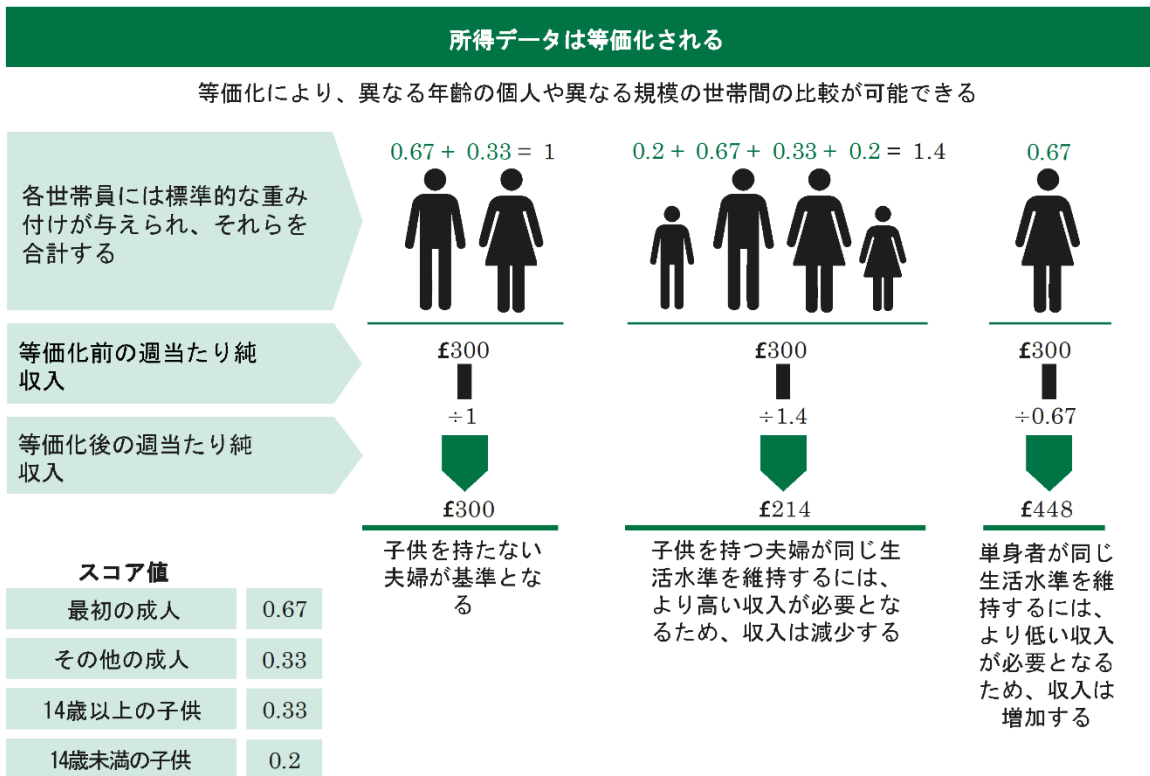 所得データは等価化される
等価化により、異なる年齢の個人や異なる規模の世帯間の比較が可能できる
各世帯員には標準的な重み
付けが与えられ、それらを
合計する
0.67 + 0.33 = 1
0.2 + 0.67 + 0.33 + 0.2 = 1.4
0.67
等価化前の週当たり純
収入
£300
£300
£300
÷1
÷1.4
÷0.67
等価化後の週当たり純
収入
£300
£214
£448
子供を持たない
夫婦が基準とな
る
子供を持つ夫婦が同じ生
活水準を維持するには、
より高い収入が必要とな
るため、収入は減少する
単身者が同じ
生活水準を維
持するには、
より低い収入
が必要となる
ため、収入は
増加する
スコア値
最初の成人 0.67
その他の成人 0.33
14歳以上の子供 0.33
14歳未満の子供 0.2